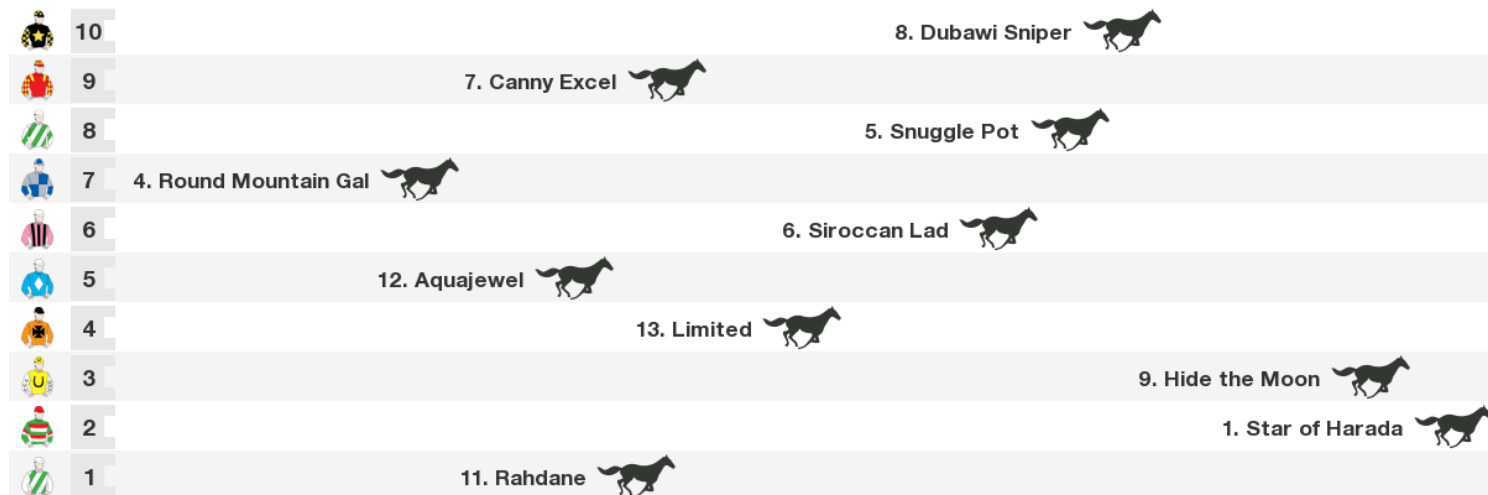 10 8. Dubawi Sniper
9 7. Canny Excel
8 5. Snuggle Pot
7 4. Round Mountain Gal
6 6. Siroccan Lad
5 12. Aquajewel
4 13. Limited
3 9. Hide the Moon
2 1. Star of Harada
1 11. Rahdane